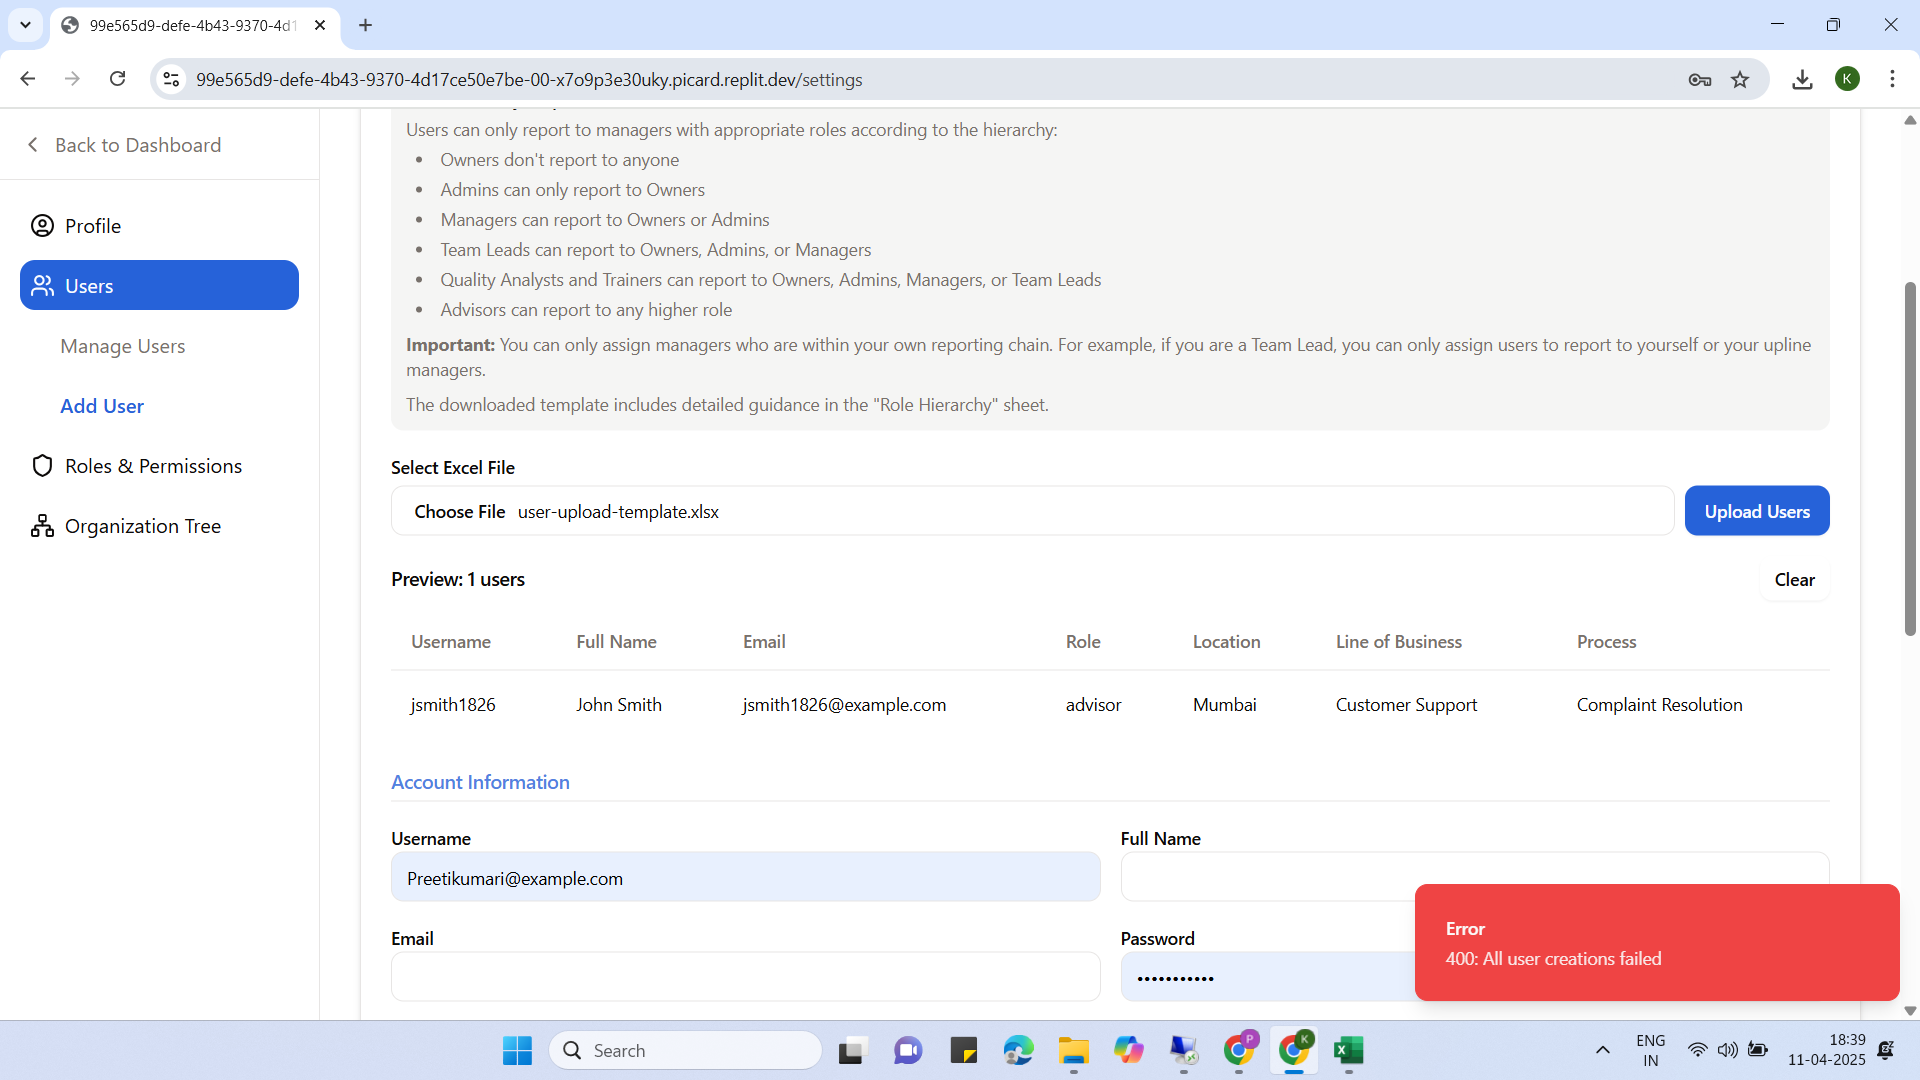 99e565d9-defe-4b43-9370-4d1
99e565d9-defe-4b43-9370-4d17ce50e7be-00-x7o9p3e30uky.picard.replit.dev/settings
K
Back to Dashboard
Profile
Users
Manage Users
Add User
Roles & Permissions
Organization Tree
Users can only report to managers with appropriate roles according to the hierarchy:
• Owners don't report to anyone
• Admins can only report to Owners
• Managers can report to Owners or Admins
• Team Leads can report to Owners, Admins, or Managers
• Quality Analysts and Trainers can report to Owners, Admins, Managers, or Team Leads
• Advisors can report to any higher role
Important: You can only assign managers who are within your own reporting chain. For example, if you are a Team Lead, you can only assign users to report to yourself or your upline
managers.
The downloaded template includes detailed guidance in the "Role Hierarchy" sheet.
Select Excel File
Choose File user-upload-template.xlsx
Upload Users
Preview: 1 users
Clear
Username Full Name Email Role Location Line of Business Process
jsmith1826 John Smith jsmith1826@example.com advisor Mumbai Customer Support Complaint Resolution
Account Information
Username Full Name
Preetikumari@example.com
Email Password
•••••••••••
Error
400: All user creations failed
Search
P
K
ENG
IN
18:39
11-04-2025